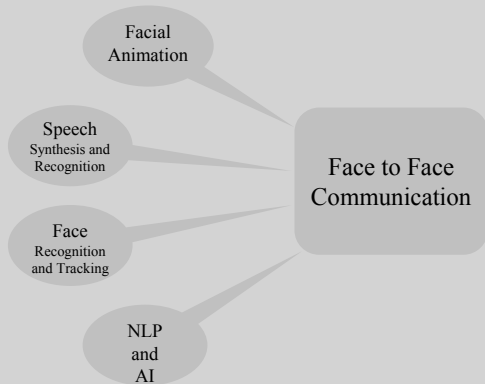 Facial
Animation
Speech
Synthesis and
Recognition
Face to Face
Communication
Face
Recognition
and Tracking
NLP
and
AI